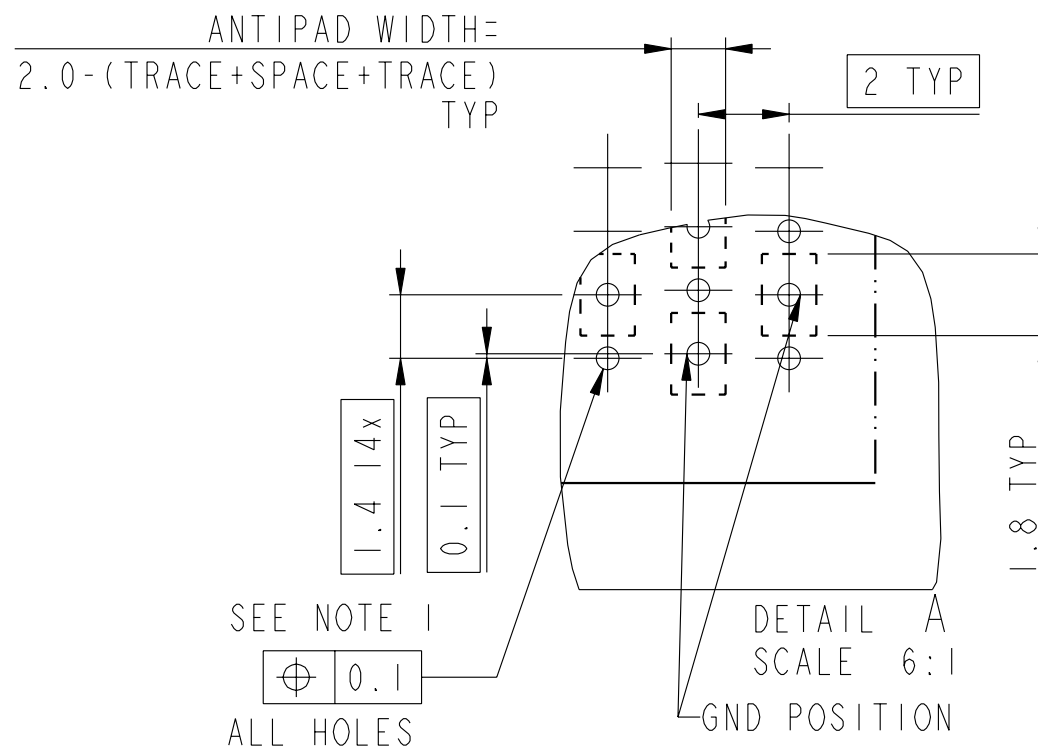 ANTIPAD WIDTH=
2.0-(TRACE+SPACE+TRACE)
TYP
2 TYP
1.4 14x
0.1 TYP
1.8 TYP
SEE NOTE 1
0.1
ALL HOLES
DETAIL A
SCALE 6:1
GND POSITION